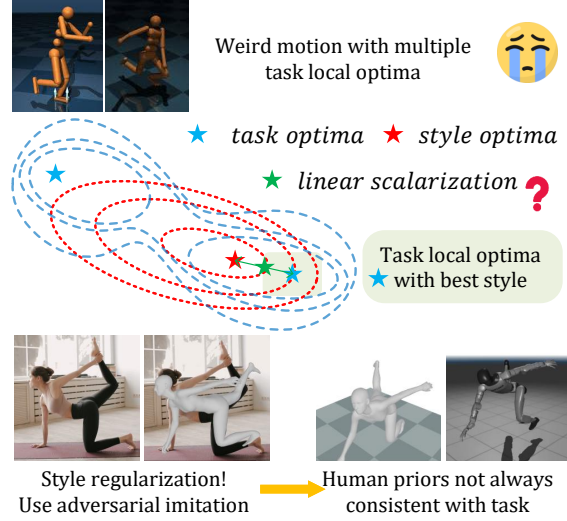 Weird motion with multiple
task local optima
task optima
style optima
linear scalarization
?
Task local optima
with best style
Style regularization!
Use adversarial imitation
Human priors not always
consistent with task